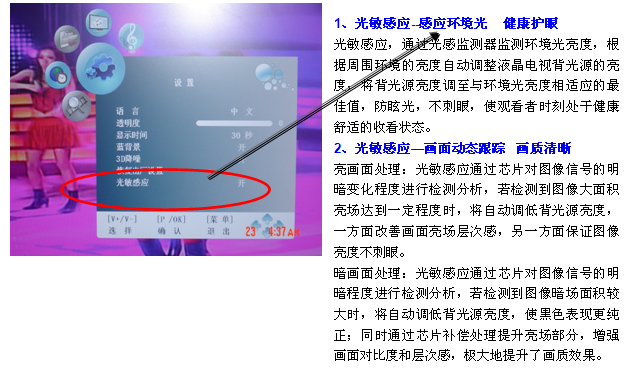 设 置
语 言 中 文
透明度 0
显示时间 30 秒
蓝背景 开
3D降噪
恢复出厂设置
光敏感应 开
[V+/V-] [P /OK] [菜 单]
选 择 确 认 退 出
23 4:37AM
1、光敏感应--感应环境光 健康护眼
光敏感应，通过光感监测器监测环境光亮度，根
据周围环境的亮度自动调整液晶电视背光源的亮
度，将背光源亮度调至与环境光亮度相适应的最
佳值，防眩光，不刺眼，使观看者时刻处于健康
舒适的收看状态。
2、光敏感应—画面动态跟踪 画质清晰
亮画面处理：光敏感应通过芯片对图像信号的明
暗变化程度进行检测分析，若检测到图像大面积
亮场达到一定程度时，将自动调低背光源亮度，
一方面改善画面亮场层次感，另一方面保证图像
亮度不刺眼。
暗画面处理：光敏感应通过芯片对图像信号的明
暗程度进行检测分析，若检测到图像暗场面积较
大时，将自动调低背光源亮度，使黑色表现更纯
正；同时通过芯片补偿处理提升亮场部分，增强
画面对比度和层次感，极大地提升了画质效果。